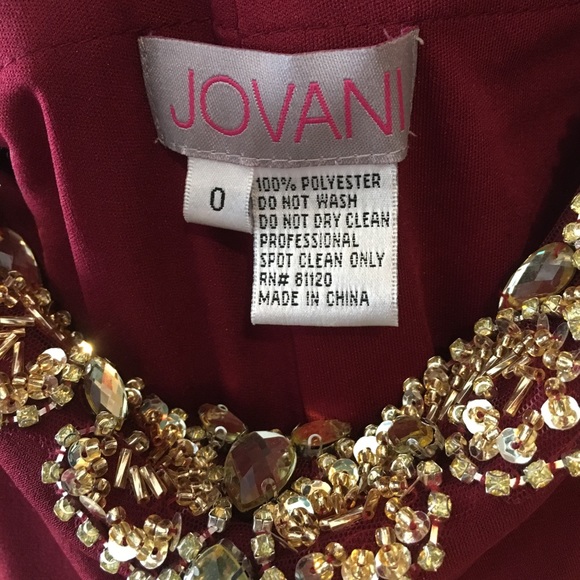 JOVANI
0
100% POLYESTER
DO NOT WASH
DO NOT DRY CLEAN
PROFESSIONAL
SPOT CLEAN ONLY
RN# 81120
MADE IN CHINA